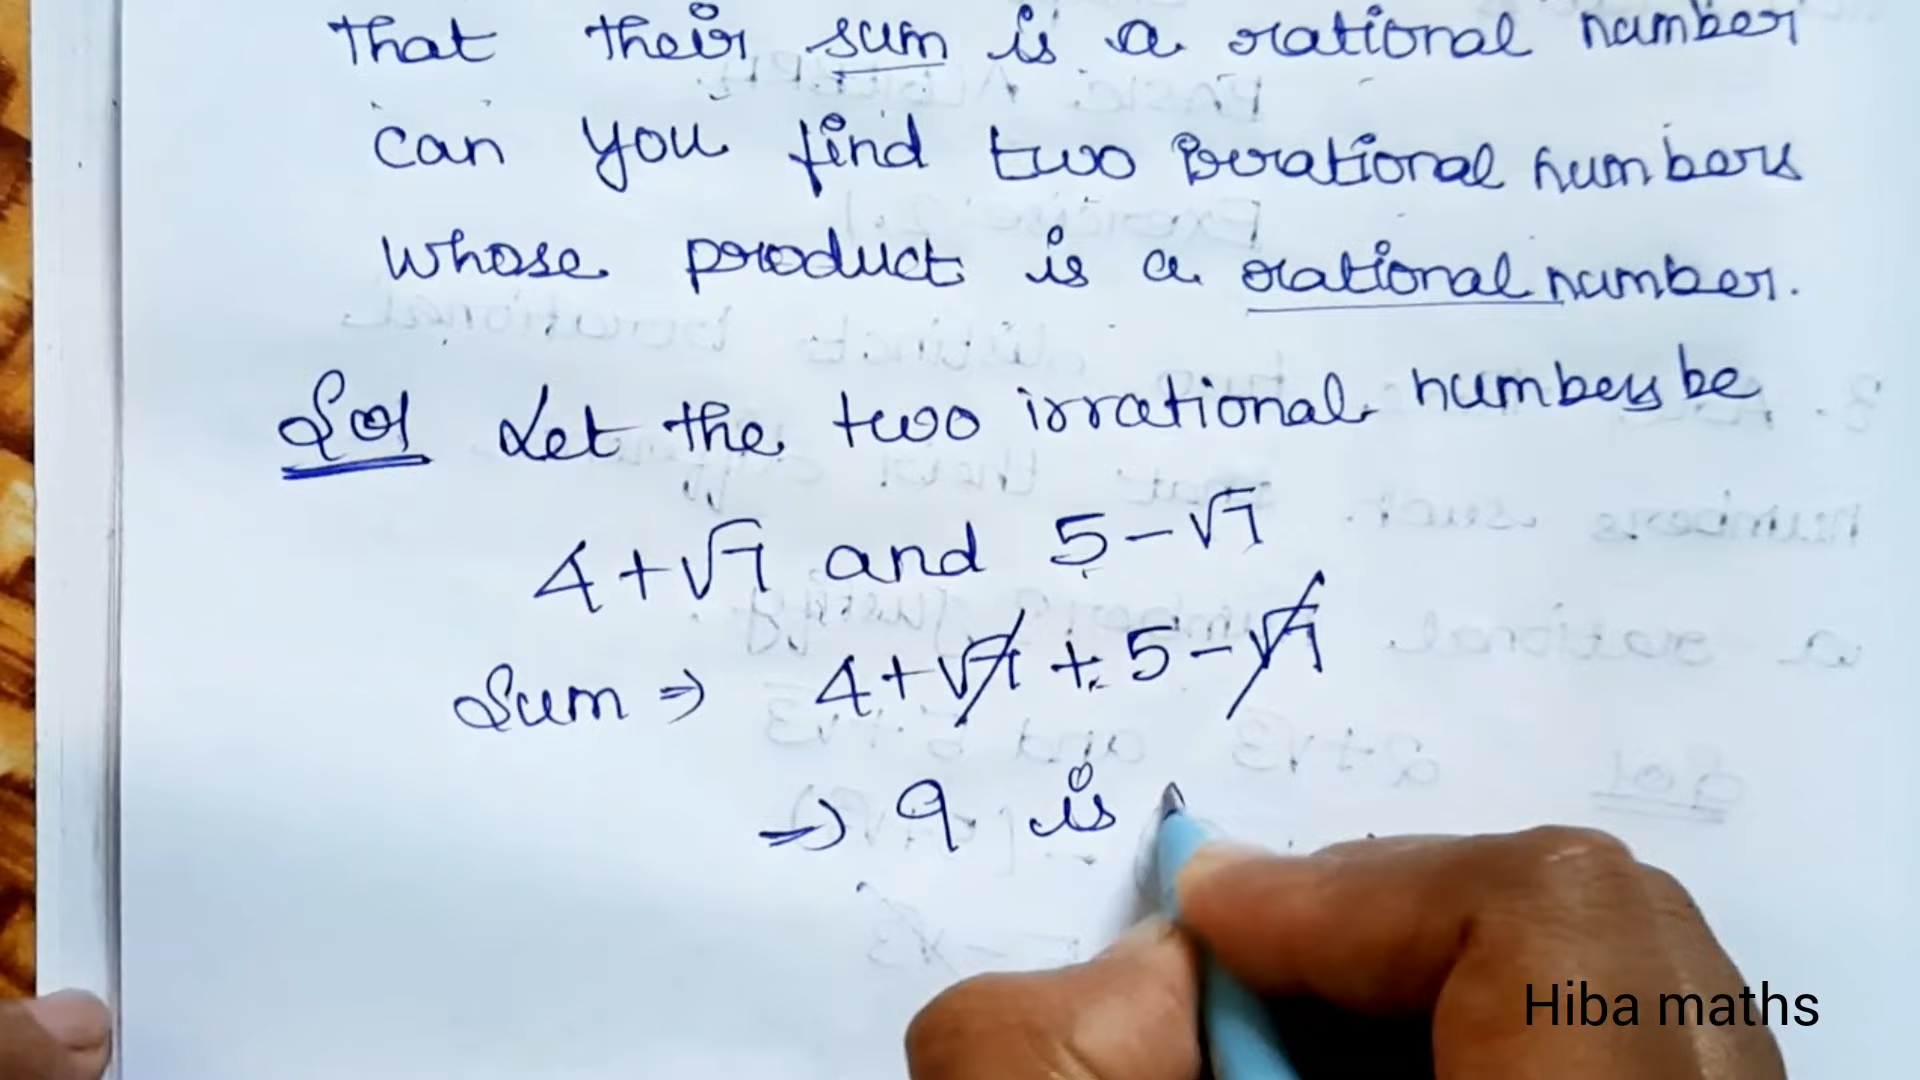 that their sum is a rational number
can you find two irrational numbers
whose product is a rational number.
Sol Let the two irrational numbers be
4+√7 and 5-√7
Sum ⇒ 4+√7 + 5-√7
⇒ 9 is
Hiba maths